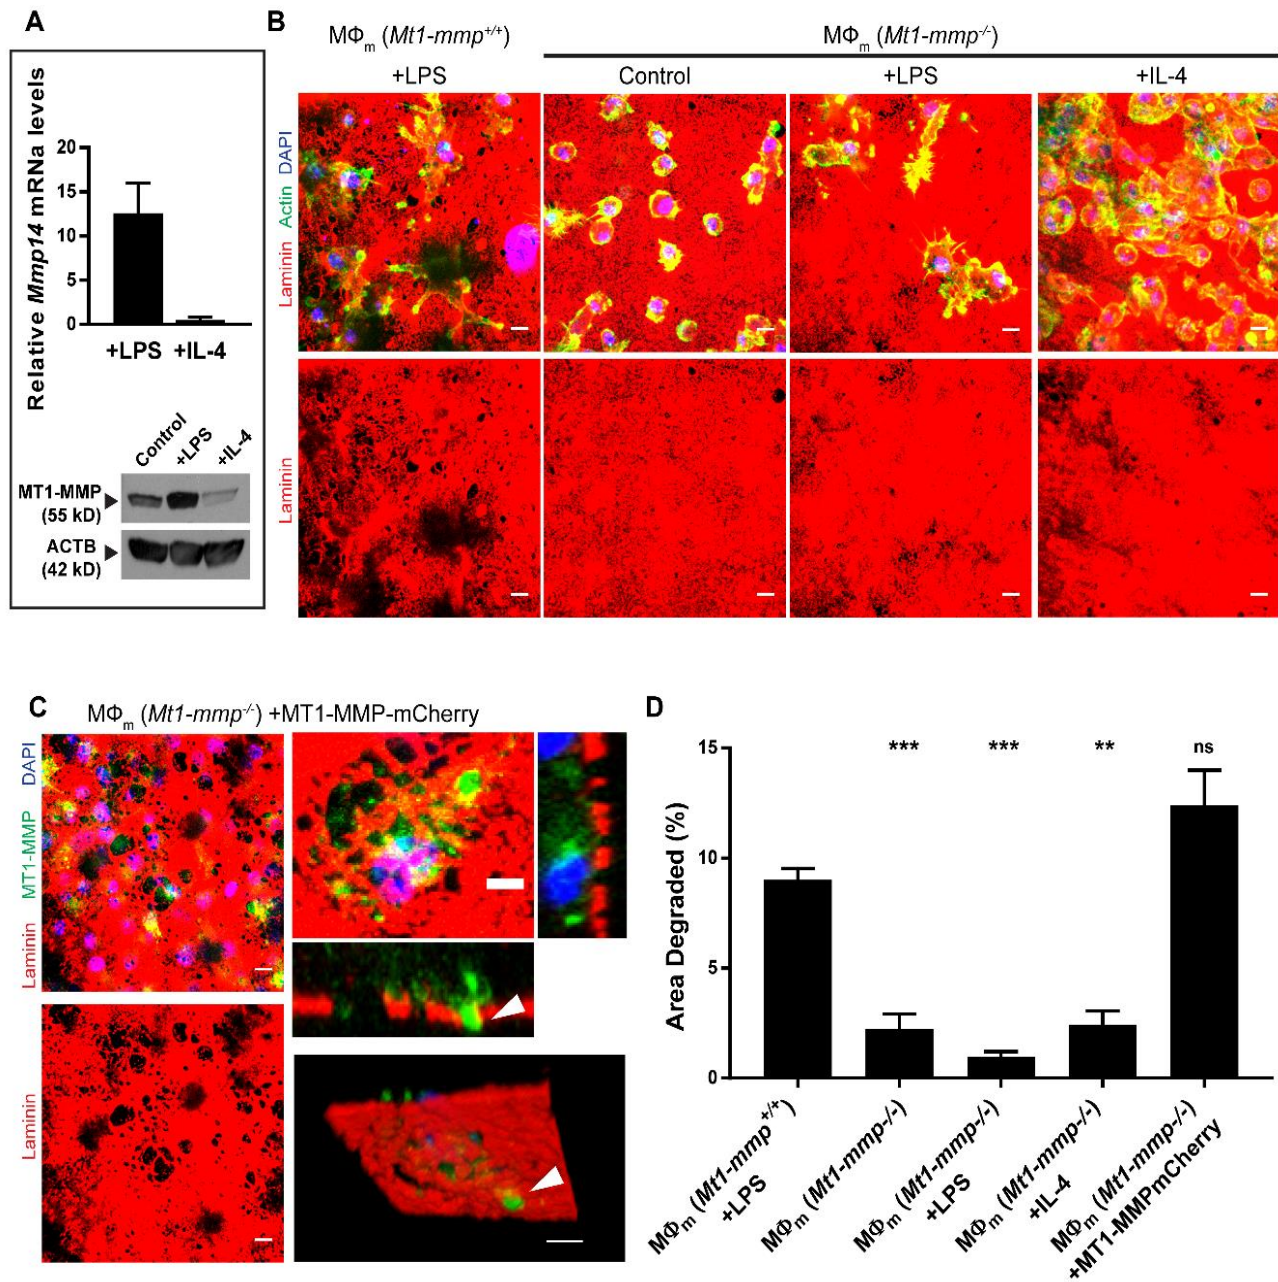 A
Relative Mmp14 mRNA levels
20
15
10
5
0
+LPS +IL-4
Control +LPS +IL-4
MT1-MMP
(55 kD)
ACTB
(42 kD)
B
MΦm (Mt1-mmp+/+)
MΦm (Mt1-mmp-/-)
+LPS
Control
+LPS
+IL-4
Laminin Actin DAPI
Laminin
C
MΦm (Mt1-mmp-/-) +MT1-MMP-mCherry
Laminin MT1-MMP DAPI
Laminin
D
Area Degraded (%)
15
10
5
0
***
***
**
ns
MΦm (Mt1-mmp+/+)
+LPS
MΦm (Mt1-mmp-/-)
MΦm (Mt1-mmp-/-)
+LPS
MΦm (Mt1-mmp-/-)
+IL-4
MΦm (Mt1-mmp-/-)
+MT1-MMPmCherry